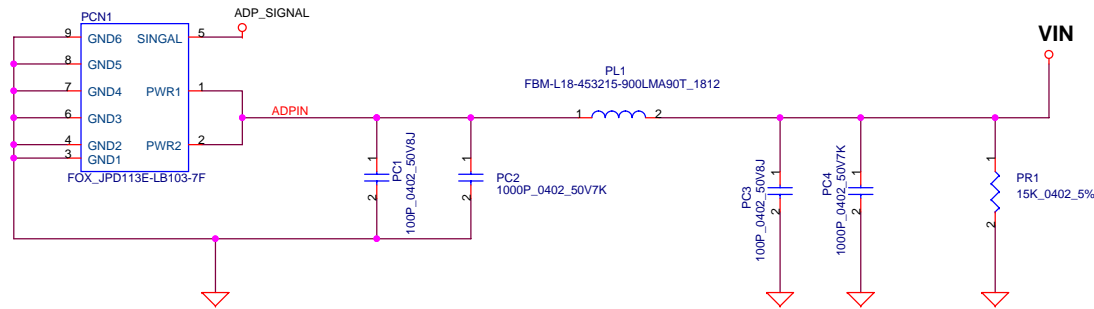 PCN1
ADP_SIGNAL
9 GND6 SINGAL 5
8 GND5
7 GND4 PWR1 1
6 GND3
4 GND2 PWR2 2
3 GND1
FOX_JPD113E-LB103-7F
ADPIN
1
2
PC1
100P_0402_50V8J
1
2
PC2
1000P_0402_50V7K
PL1
FBM-L18-453215-900LMA90T_1812
1 2
VIN
1
2
PC3
100P_0402_50V8J
1
2
PC4
1000P_0402_50V7K
1
2
PR1
15K_0402_5%